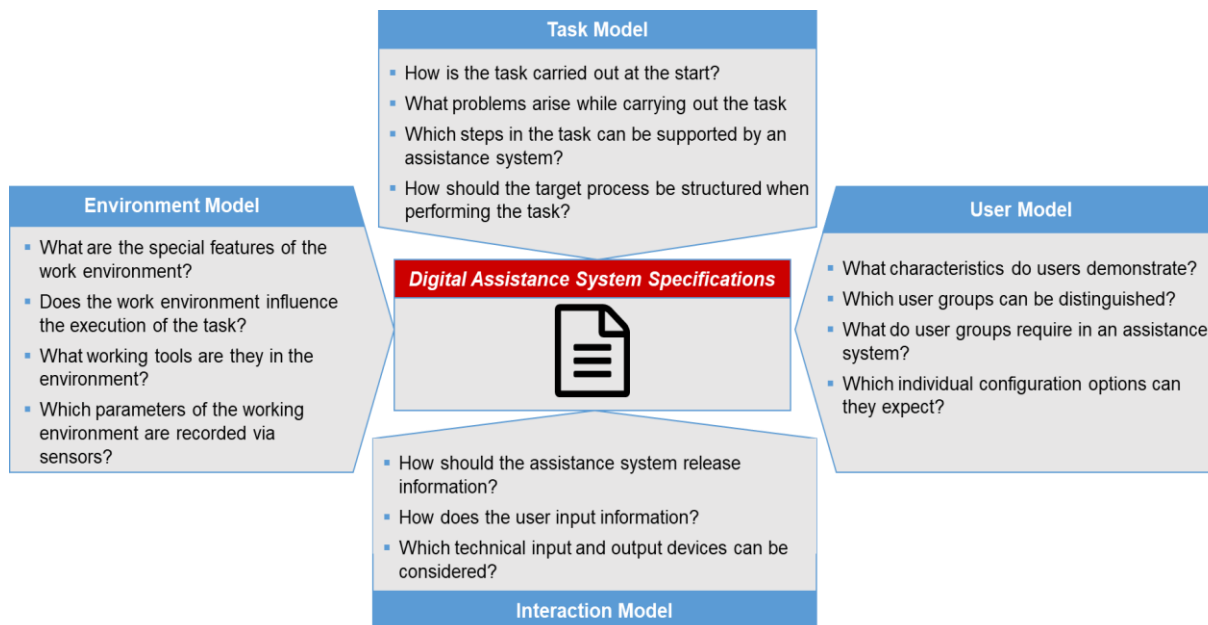 Task Model
How is the task carried out at the start?
What problems arise while carrying out the task
Which steps in the task can be supported by an
assistance system?
How should the target process be structured when
performing the task?
Environment Model
What are the special features of the
work environment?
Does the work environment influence
the execution of the task?
What working tools are they in the
environment?
Which parameters of the working
environment are recorded via
sensors?
Digital Assistance System Specifications
User Model
What characteristics do users demonstrate?
Which user groups can be distinguished?
What do user groups require in an assistance
system?
Which individual configuration options can
they expect?
How should the assistance system release
information?
How does the user input information?
Which technical input and output devices can be
considered?
Interaction Model